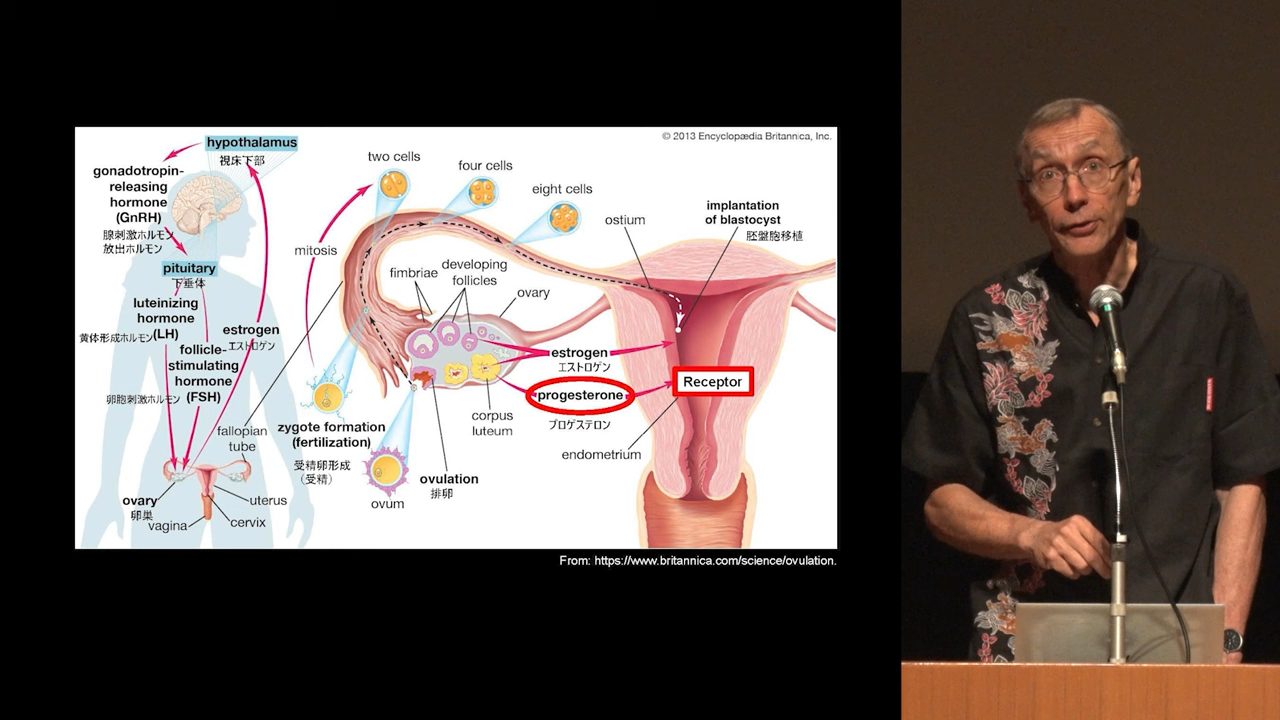 © 2013 Encyclopædia Britannica, Inc.
hypothalamus
視床下部
gonadotropin-
releasing
hormone
(GnRH)
腺刺激ホルモン
放出ホルモン
pituitary
下垂体
luteinizing
hormone
黄体形成ホルモン(LH)
follicle-
stimulating
hormone
卵胞刺激ホルモン (FSH)
estrogen
エストロゲン
fallopian
tube
ovary
卵巣
vagina
uterus
cervix
two cells
four cells
eight cells
mitosis
fimbriae
developing
follicles
ovary
ostium
implantation
of blastocyst
胚盤胞移植
zygote formation
(fertilization)
受精卵形成
(受精)
ovum
ovulation
排卵
corpus
luteum
estrogen
エストロゲン
progesterone
プロゲステロン
Receptor
endometrium
From: https://www.britannica.com/science/ovulation.